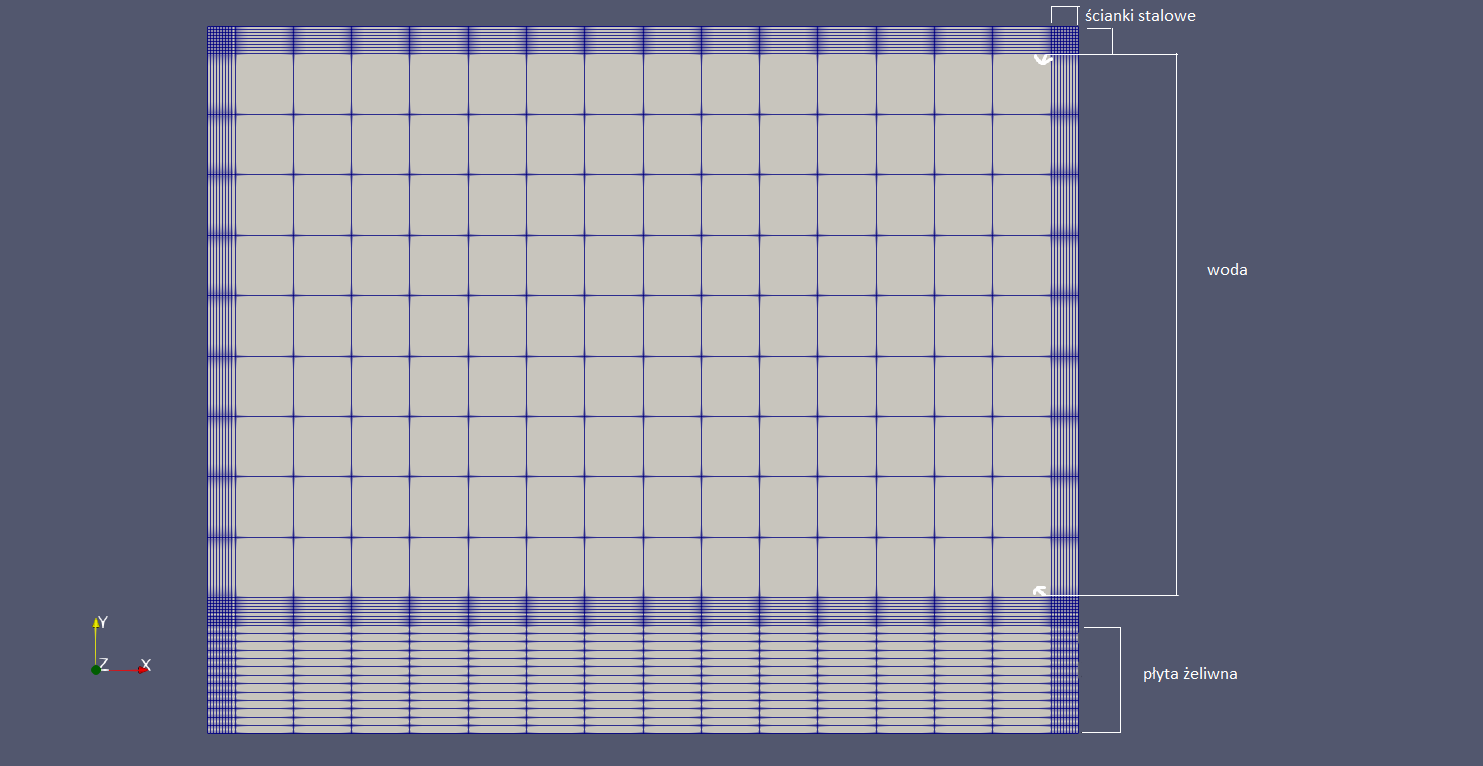 ścianki stalowe
woda
Y
Z X
płyta żeliwna